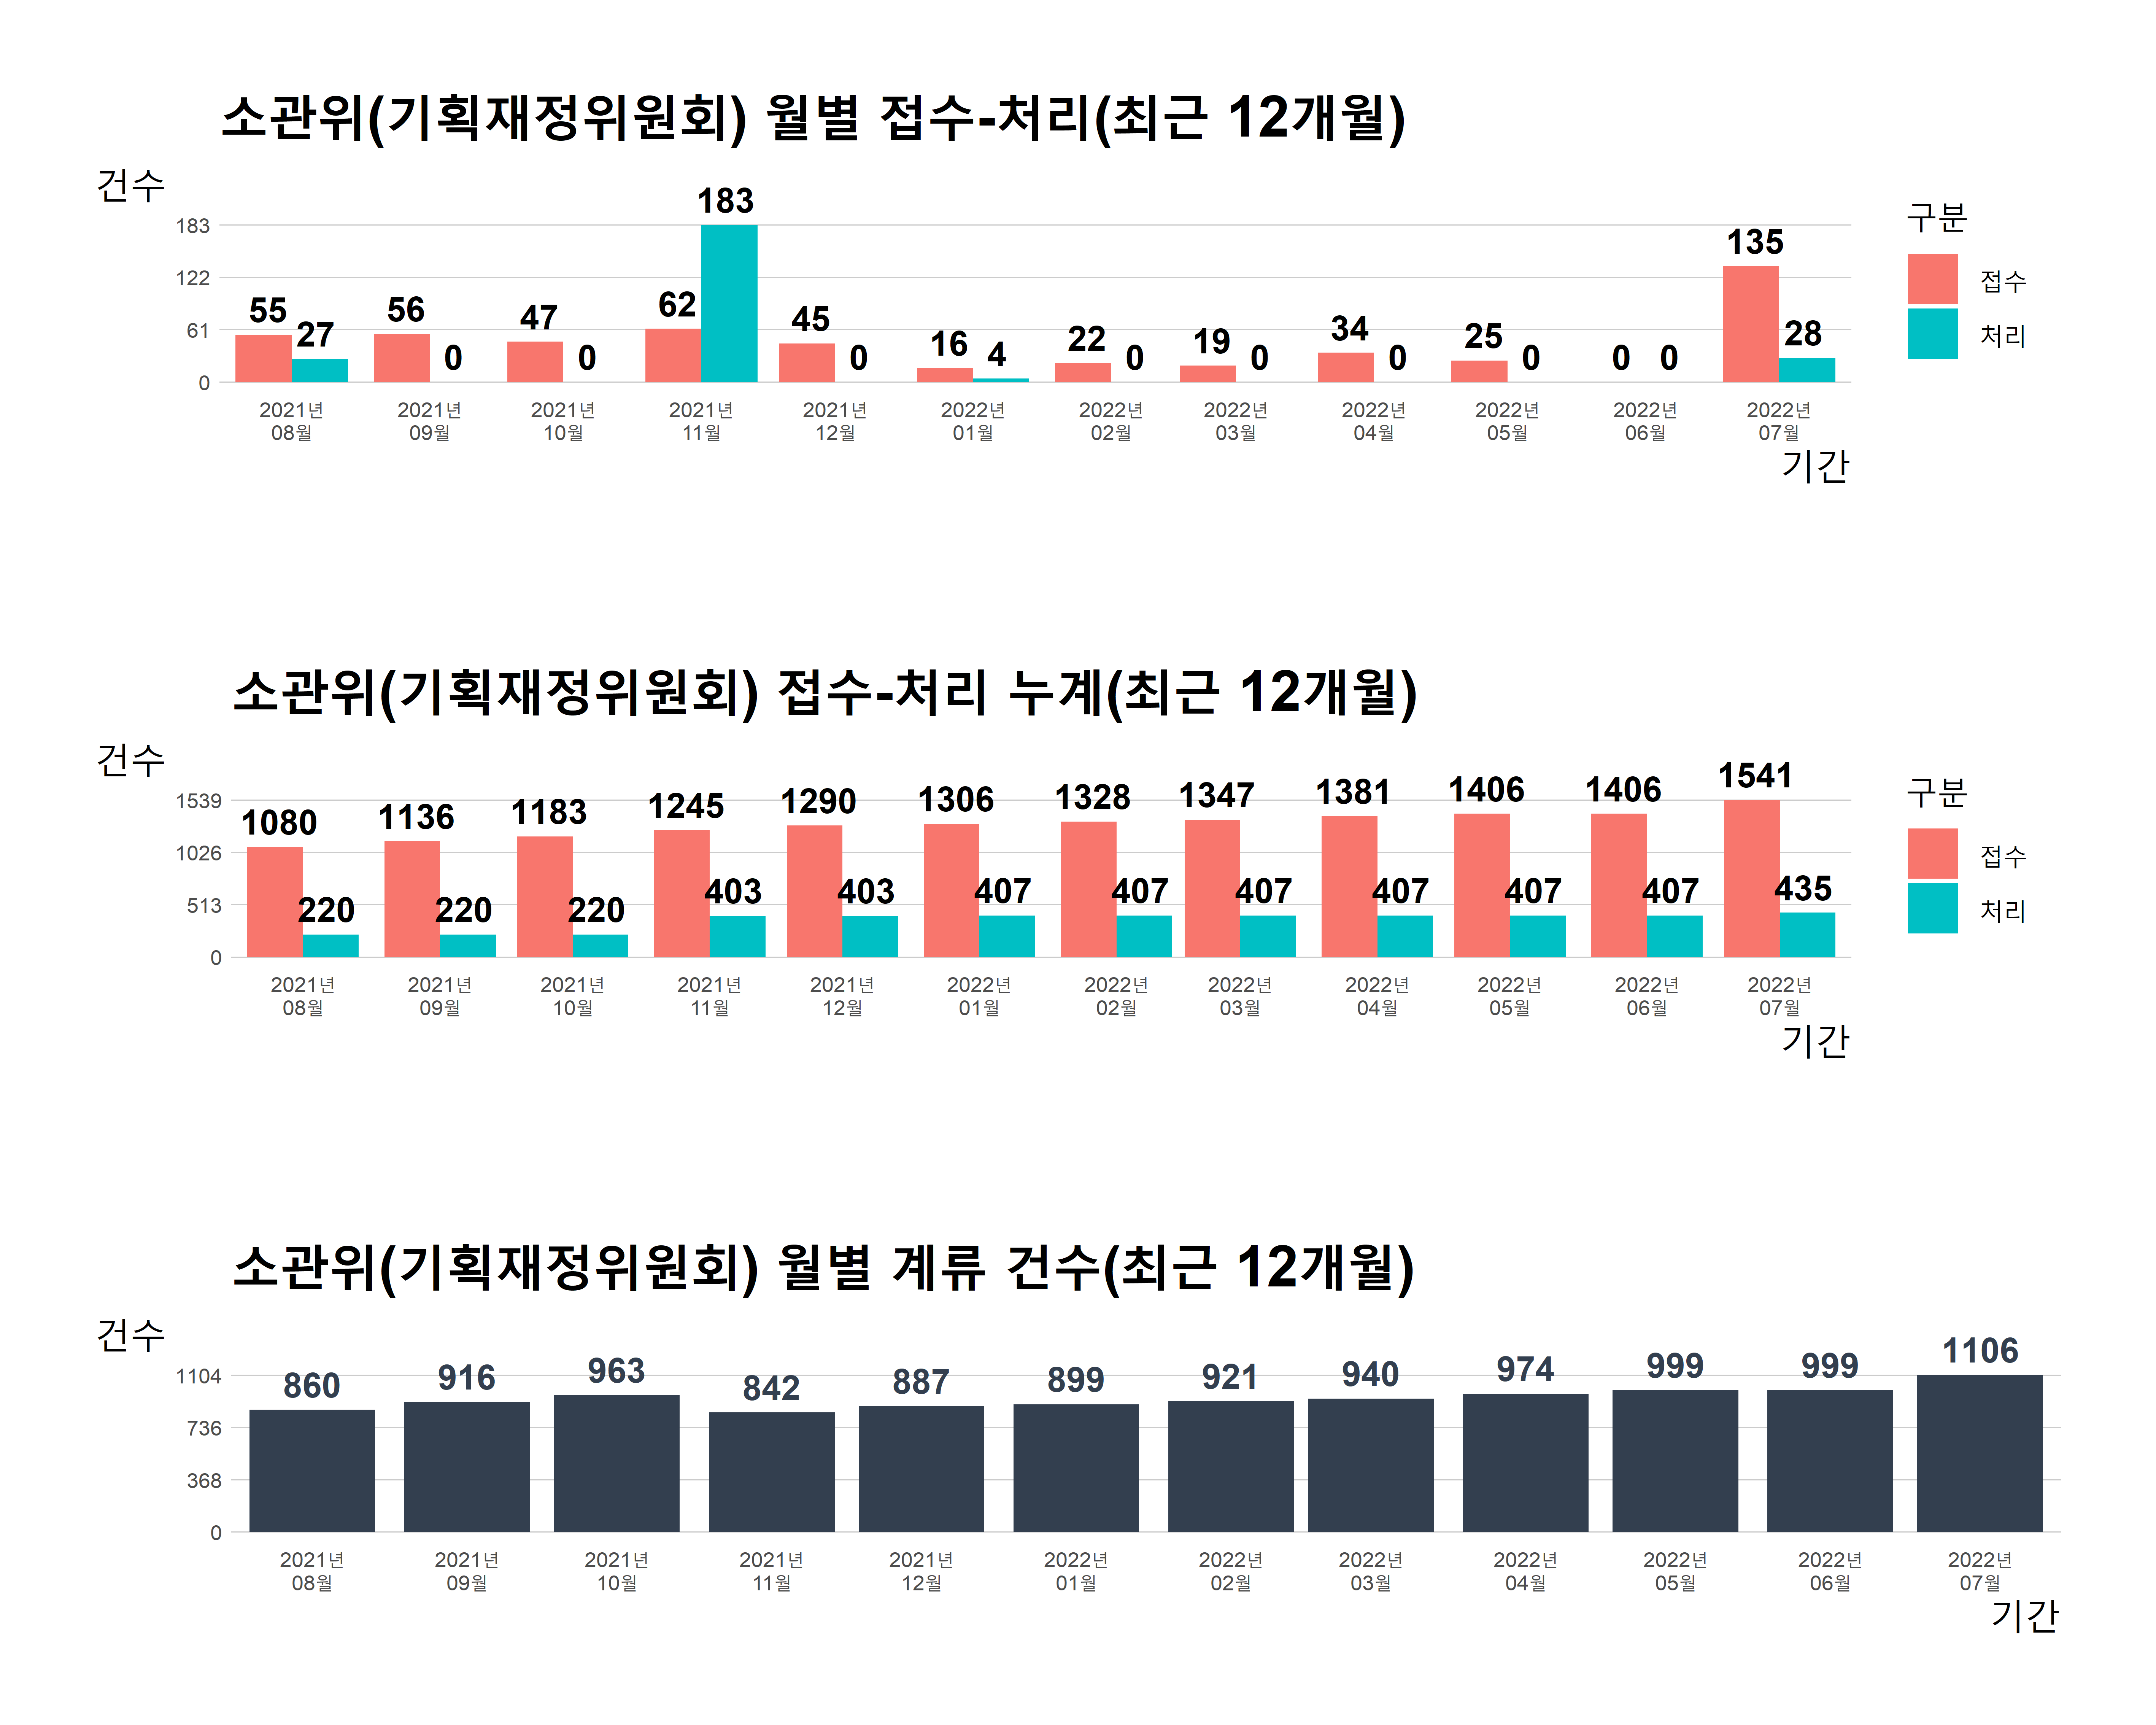 소관위(기획재정위원회) 월별 접수-처리(최근 12개월)
건수
183
122
61
0
55 27 56 0 47 0 62 183 45 0 16 4 22 0 19 0 34 0 25 0 0 0 135 28
2021년 2021년 2021년 2021년 2021년 2022년 2022년 2022년 2022년 2022년 2022년 2022년
08월 09월 10월 11월 12월 01월 02월 03월 04월 05월 06월 07월
기간
구분
접수
처리
소관위(기획재정위원회) 접수-처리 누계(최근 12개월)
건수
1539
1026
513
0
1080 220 1136 220 1183 220 1245 403 1290 403 1306 407 1328 407 1347 407 1381 407 1406 407 1406 407 1541 435
2021년 2021년 2021년 2021년 2021년 2022년 2022년 2022년 2022년 2022년 2022년 2022년
08월 09월 10월 11월 12월 01월 02월 03월 04월 05월 06월 07월
기간
구분
접수
처리
소관위(기획재정위원회) 월별 계류 건수(최근 12개월)
건수
1104
736
368
0
860 916 963 842 887 899 921 940 974 999 999 1106
2021년 2021년 2021년 2021년 2021년 2022년 2022년 2022년 2022년 2022년 2022년 2022년
08월 09월 10월 11월 12월 01월 02월 03월 04월 05월 06월 07월
기간